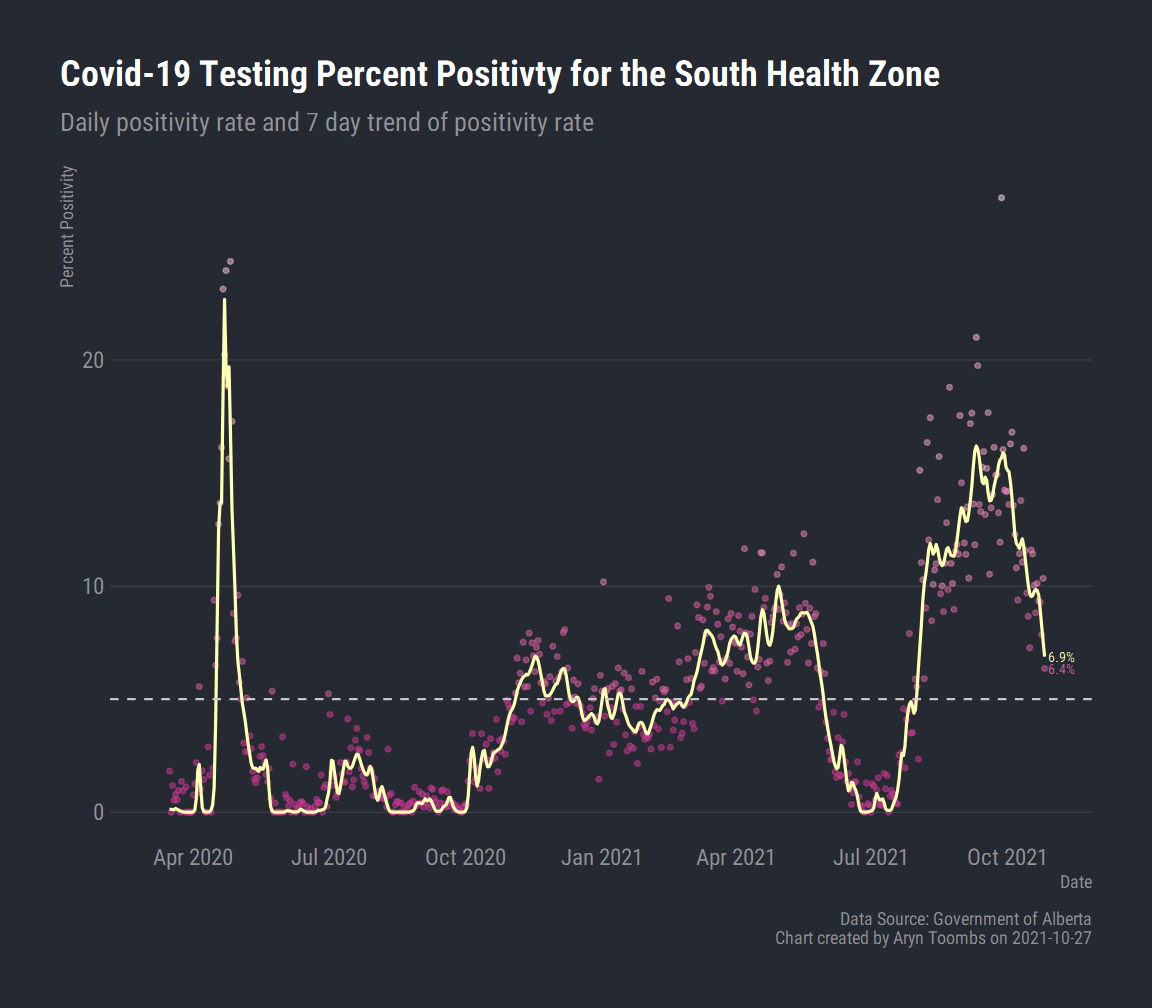 Covid-19 Testing Percent Positivty for the South Health Zone
Daily positivity rate and 7 day trend of positivity rate
Percent Positivity
20
10
0
6.9%
6.4%
Apr 2020 Jul 2020 Oct 2020 Jan 2021 Apr 2021 Jul 2021 Oct 2021
Date
Data Source: Government of Alberta
Chart created by Aryn Toombs on 2021-10-27